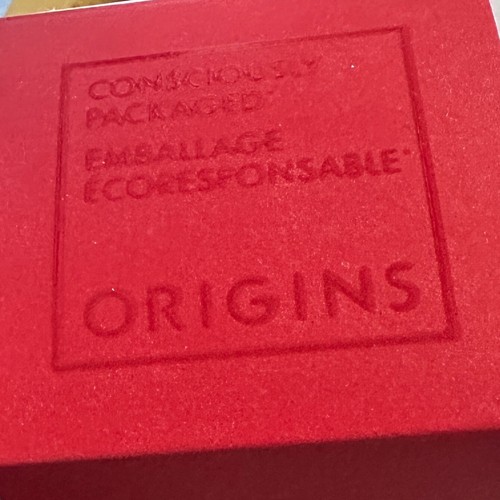 CONSCIOUSLY
PACKAGED*
EMBALLAGE
ÉCORESPONSABLE*
ORIGINS